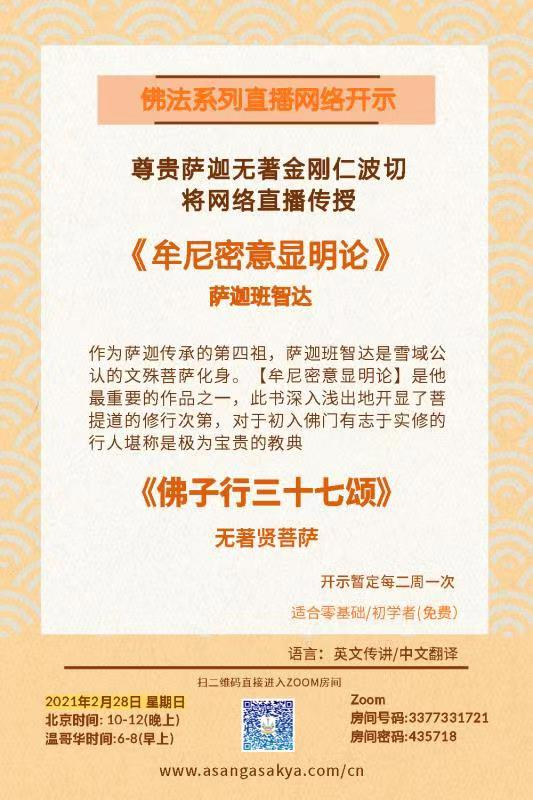 佛法系列直播网络开示
尊贵萨迦无著金刚仁波切
将网络直播传授
《牟尼密意显明论》
萨迦班智达
作为萨迦传承的第四祖，萨迦班智达是雪域公
认的文殊菩萨化身。【牟尼密意显明论】是他
最重要的作品之一，此书深入浅出地开显了菩
提道的修行次第，对于初入佛门有志于实修的
行人堪称是极为宝贵的教典
《佛子行三十七颂》
无著贤菩萨
开示暂定每二周一次
适合零基础/初学者(免费)
语言：英文传讲/中文翻译
扫二维码直接进入ZOOM房间
2021年2月28日 星期日
北京时间: 10-12(晚上)
温哥华时间:6-8(早上)
Zoom
房间号码:3377331721
房间密码:435718
www.asangasakya.com/cn